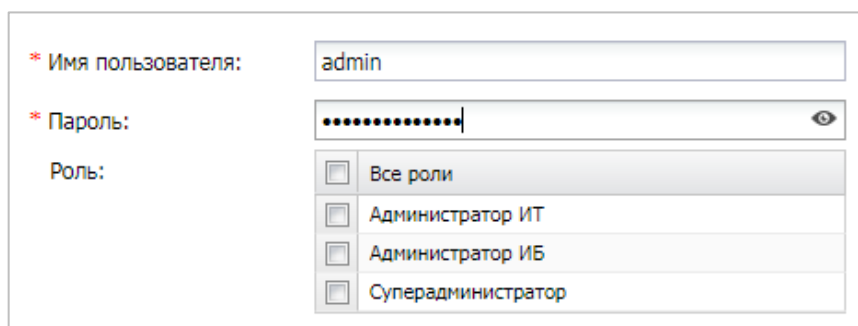 * Имя пользователя: admin
* Пароль: ••••••••••••••
Роль: Все роли
Администратор ИТ
Администратор ИБ
Суперадминистратор